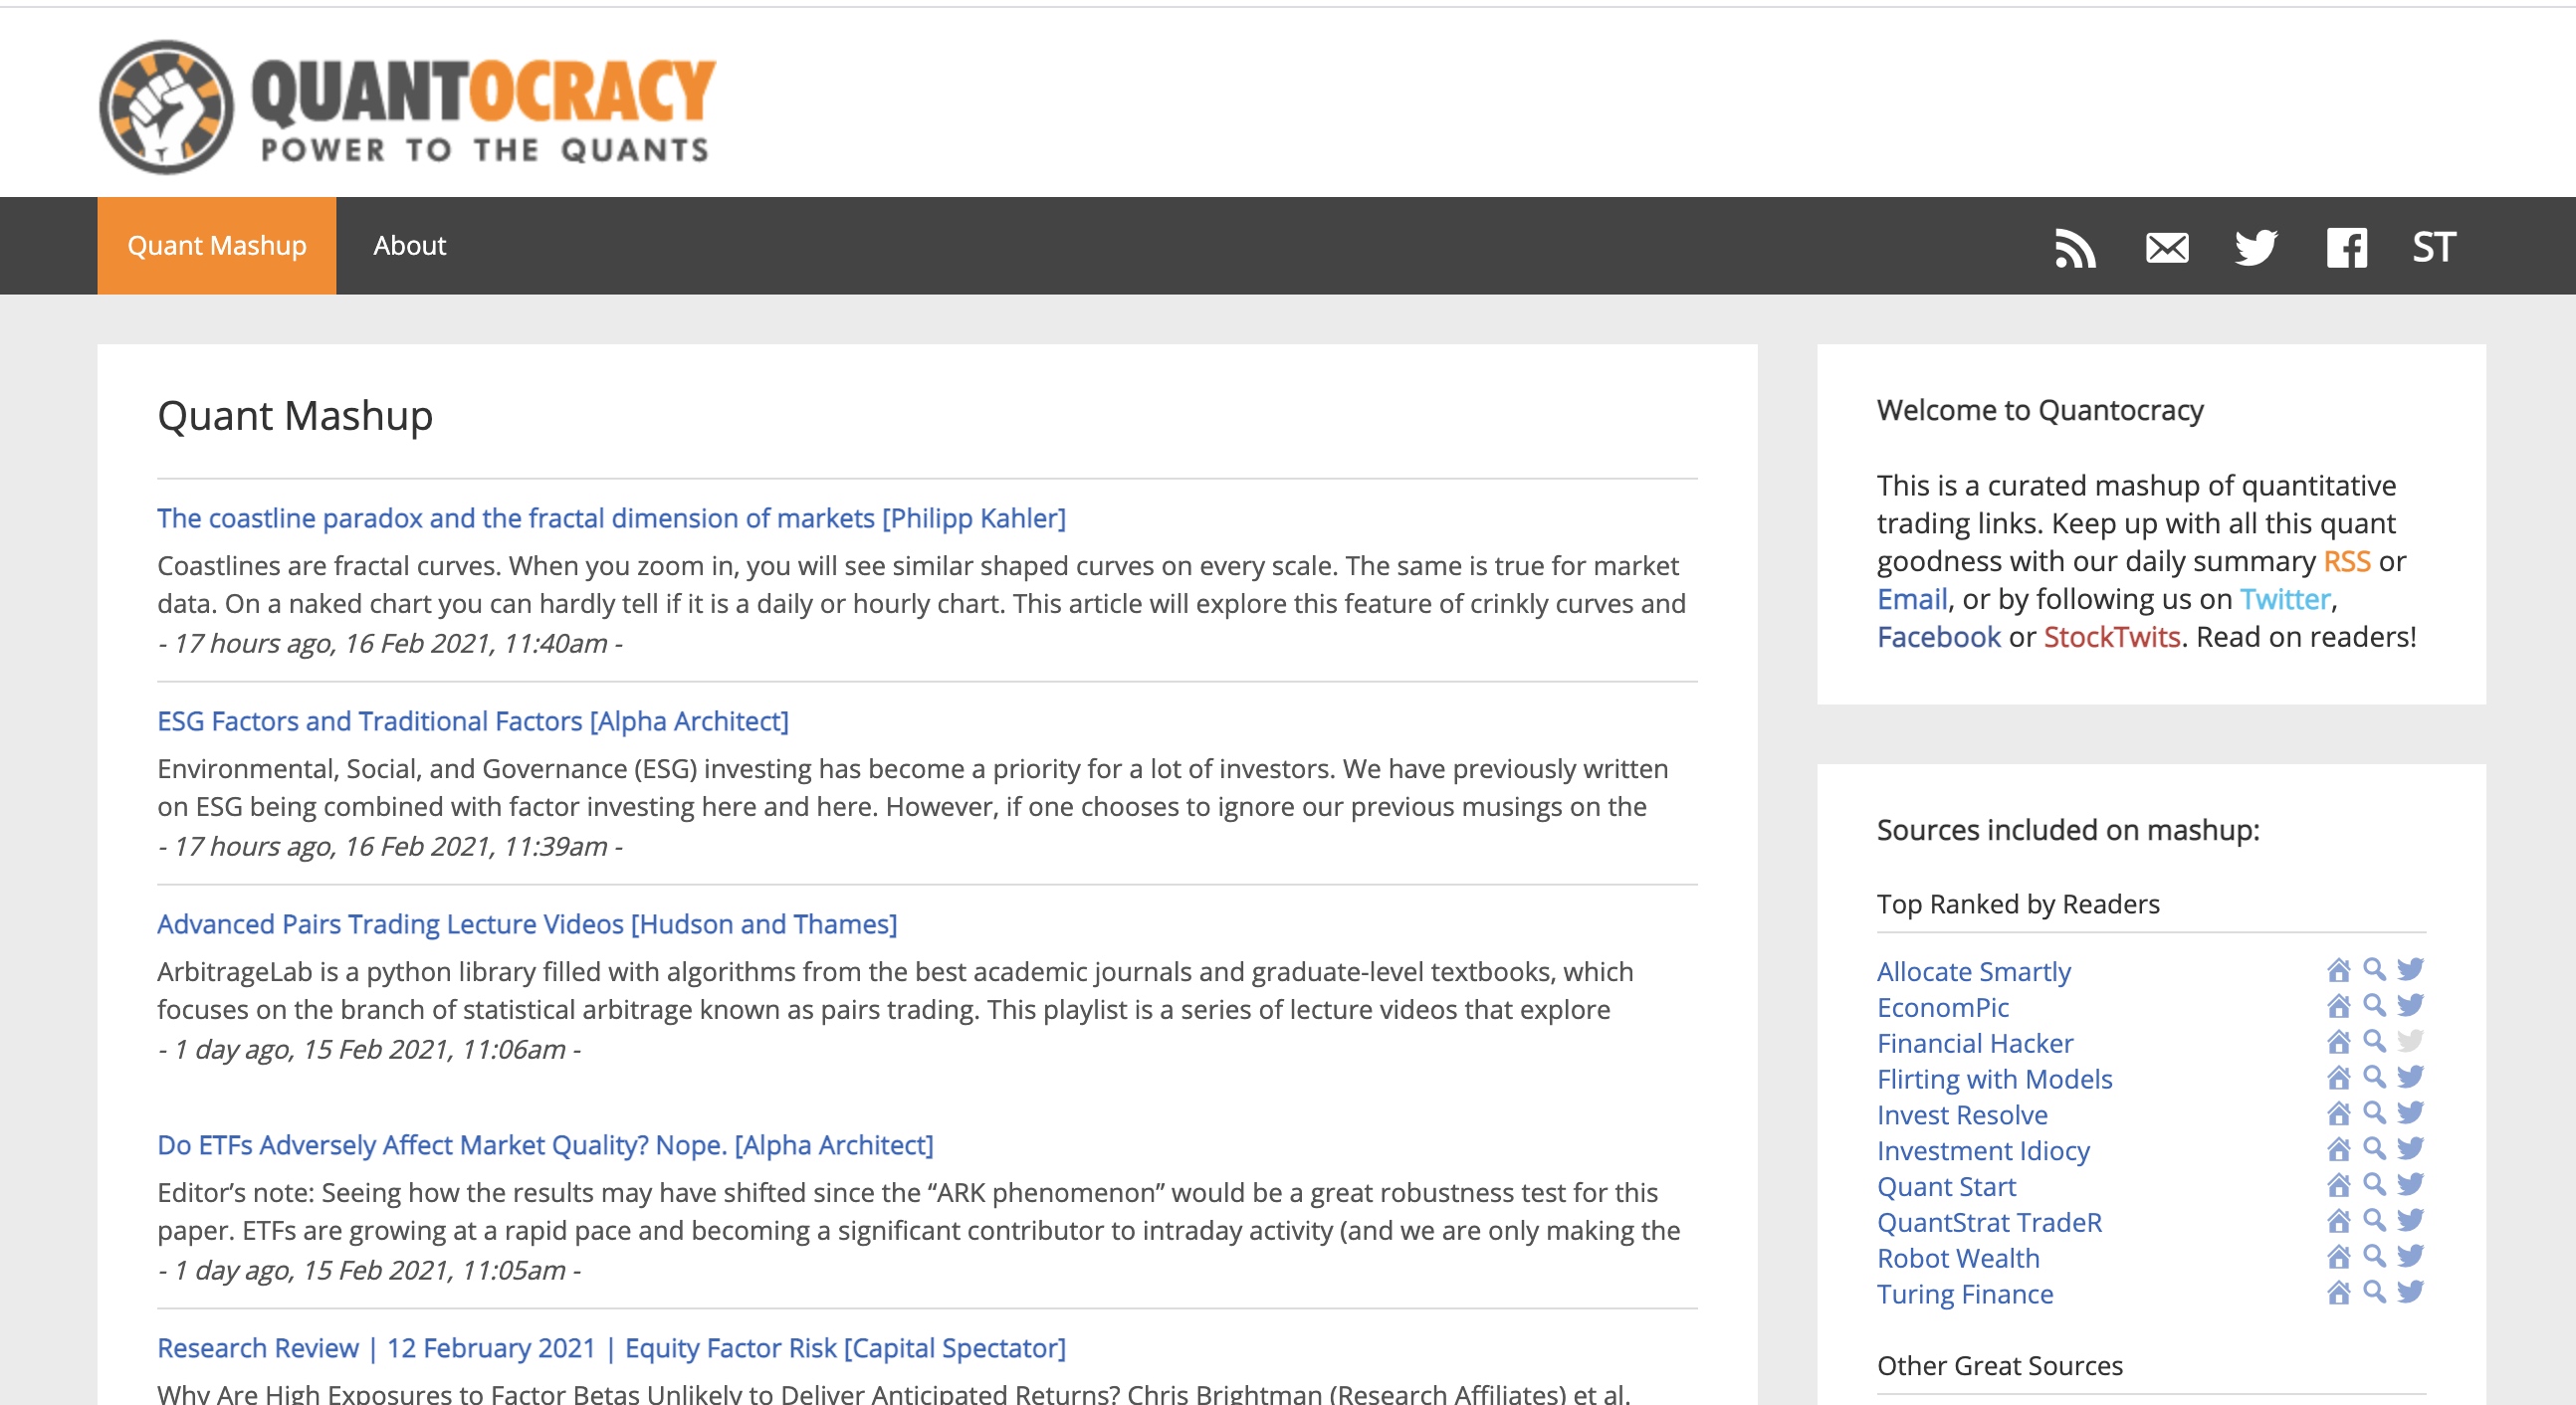 QUANTOCRACY
POWER TO THE QUANTS
Quant Mashup
About
ST
Quant Mashup
The coastline paradox and the fractal dimension of markets [Philipp Kahler]
Coastlines are fractal curves. When you zoom in, you will see similar shaped curves on every scale. The same is true for market
data. On a naked chart you can hardly tell if it is a daily or hourly chart. This article will explore this feature of crinkly curves and
- 17 hours ago, 16 Feb 2021, 11:40am -
ESG Factors and Traditional Factors [Alpha Architect]
Environmental, Social, and Governance (ESG) investing has become a priority for a lot of investors. We have previously written
on ESG being combined with factor investing here and here. However, if one chooses to ignore our previous musings on the
- 17 hours ago, 16 Feb 2021, 11:39am -
Advanced Pairs Trading Lecture Videos [Hudson and Thames]
ArbitrageLab is a python library filled with algorithms from the best academic journals and graduate-level textbooks, which
focuses on the branch of statistical arbitrage known as pairs trading. This playlist is a series of lecture videos that explore
- 1 day ago, 15 Feb 2021, 11:06am -
Do ETFs Adversely Affect Market Quality? Nope. [Alpha Architect]
Editor’s note: Seeing how the results may have shifted since the “ARK phenomenon” would be a great robustness test for this
paper. ETFs are growing at a rapid pace and becoming a significant contributor to intraday activity (and we are only making the
- 1 day ago, 15 Feb 2021, 11:05am -
Research Review | 12 February 2021 | Equity Factor Risk [Capital Spectator]
Why Are High Exposures to Factor Betas Unlikely to Deliver Anticipated Returns? Chris Brightman (Research Affiliates) et al.
Welcome to Quantocracy
This is a curated mashup of quantitative
trading links. Keep up with all this quant
goodness with our daily summary RSS or
Email, or by following us on Twitter,
Facebook or StockTwits. Read on readers!
Sources included on mashup:
Top Ranked by Readers
Allocate Smartly
EconomPic
Financial Hacker
Flirting with Models
Invest Resolve
Investment Idiocy
Quant Start
QuantStrat TradeR
Robot Wealth
Turing Finance
Other Great Sources